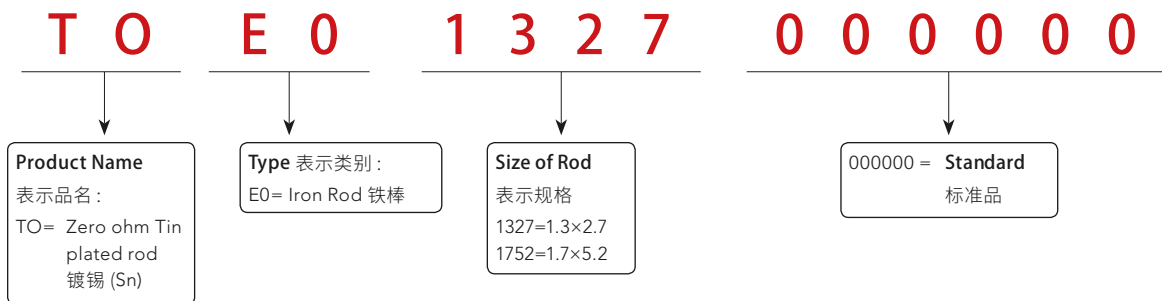 T O E 0 1 3 2 7 0 0 0 0 0 0
Product Name
表示品名 :
TO= Zero ohm Tin
plated rod
镀锡 (Sn)
Type 表示类别 :
E0= Iron Rod 铁棒
Size of Rod
表示规格
1327=1.3×2.7
1752=1.7×5.2
000000 = Standard
标准品